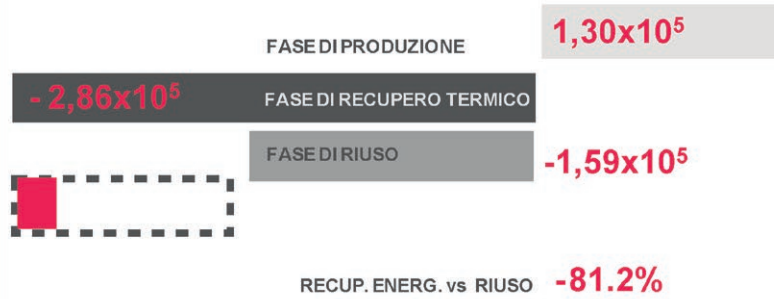 FASE DI PRODUZIONE 1,30x10⁵
- 2,86x10⁵ FASE DI RECUPERO TERMICO
FASE DI RIUSO -1,59x10⁵
RECUP. ENERG. vs RIUSO -81.2%